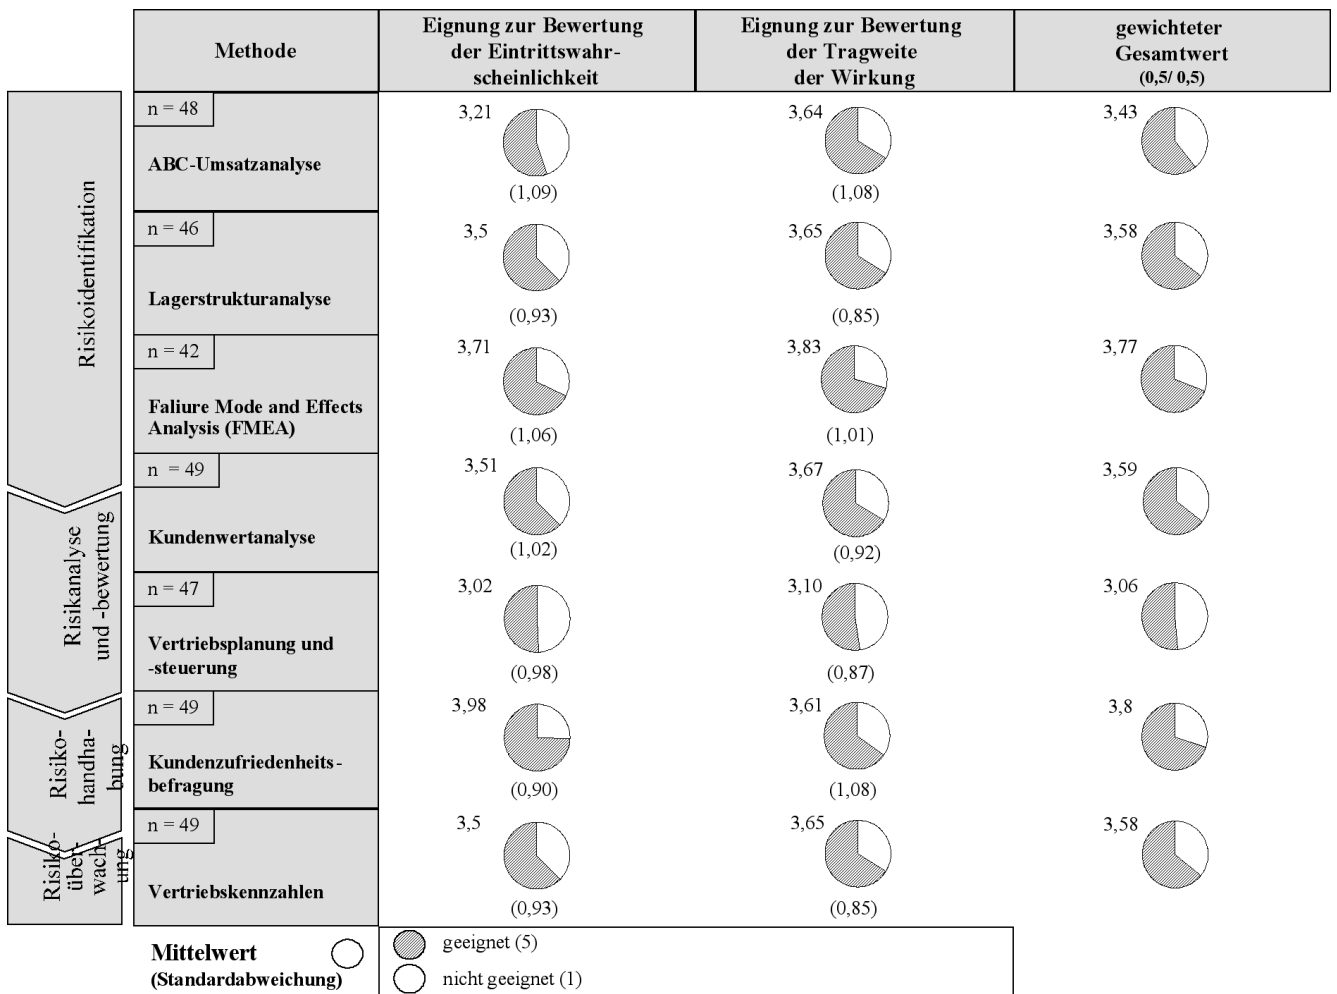 Methode
Eignung zur Bewertung
der Eintrittswahr-
scheinlichkeit
Eignung zur Bewertung
der Tragweite
der Wirkung
gewichteter
Gesamtwert
(0,5/ 0,5)
Risikoidentifikation
n = 48
ABC-Umsatzanalyse
3,21
(1,09)
3,64
(1,08)
3,43
n = 46
Lagerstrukturanalyse
3,5
(0,93)
3,65
(0,85)
3,58
n = 42
Faliure Mode and Effects
Analysis (FMEA)
3,71
(1,06)
3,83
(1,01)
3,77
Risikanalyse
und -bewertung
n = 49
Kundenwertanalyse
3,51
(1,02)
3,67
(0,92)
3,59
n = 47
Vertriebsplanung und
-steuerung
3,02
(0,98)
3,10
(0,87)
3,06
Risiko-
handha-
bung
n = 49
Kundenzufriedenheits-
befragung
3,98
(0,90)
3,61
(1,08)
3,8
Risiko-
über-
wach-
ung
n = 49
Vertriebskennzahlen
3,5
(0,93)
3,65
(0,85)
3,58
Mittelwert
(Standardabweichung)
geeignet (5)
nicht geeignet (1)